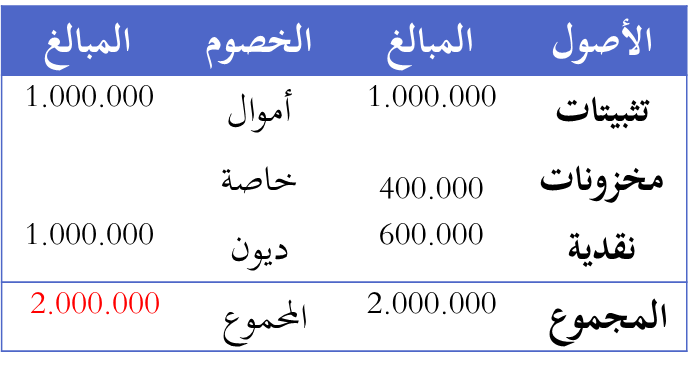 الأصول المبالغ الخصوم المبالغ
تثبيتات 1.000.000 أموال 1.000.000
مخزونات 400.000 خاصة
نقدية 600.000 ديون 1.000.000
المجموع 2.000.000 المحموع 2.000.000